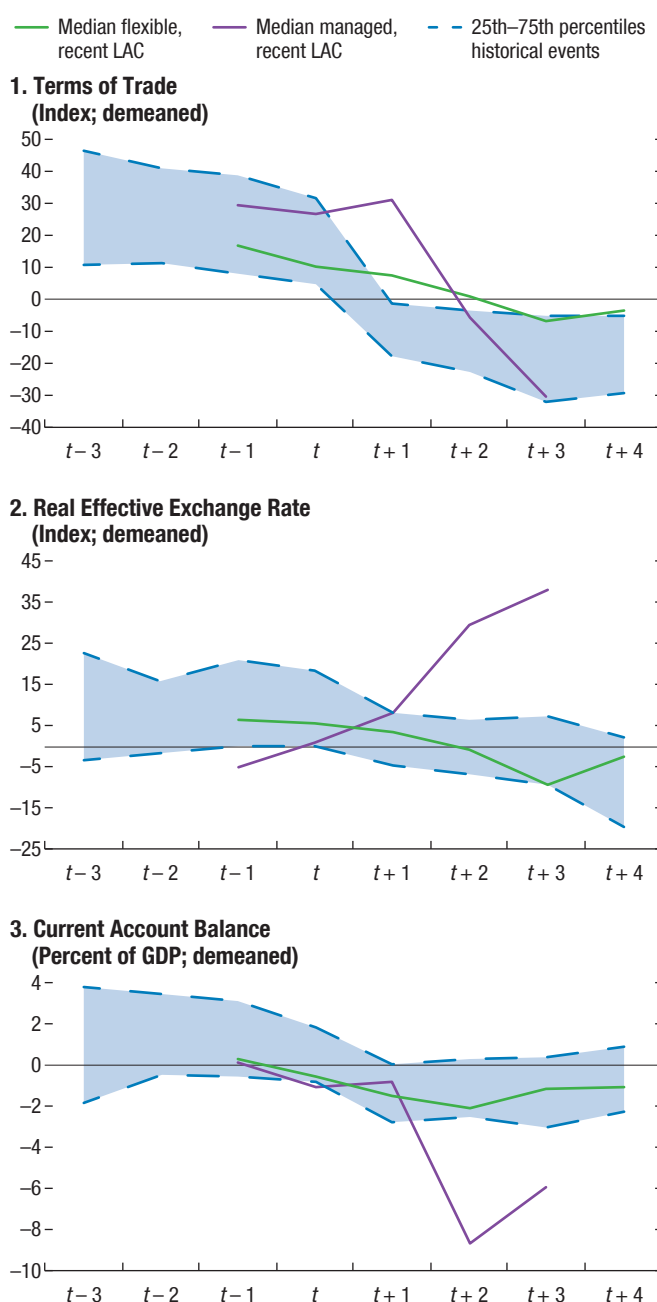 Median flexible,
recent LAC
Median managed,
recent LAC
25th–75th percentiles
historical events
1. Terms of Trade
(Index; demeaned)
50
40
30
20
10
0
–10
–20
–30
–40
t – 3 t – 2 t – 1 t t + 1 t + 2 t + 3 t + 4
2. Real Effective Exchange Rate
(Index; demeaned)
45
35
25
15
5
–5
–15
–25
t – 3 t – 2 t – 1 t t + 1 t + 2 t + 3 t + 4
3. Current Account Balance
(Percent of GDP; demeaned)
4
2
0
–2
–4
–6
–8
–10
t – 3 t – 2 t – 1 t t + 1 t + 2 t + 3 t + 4